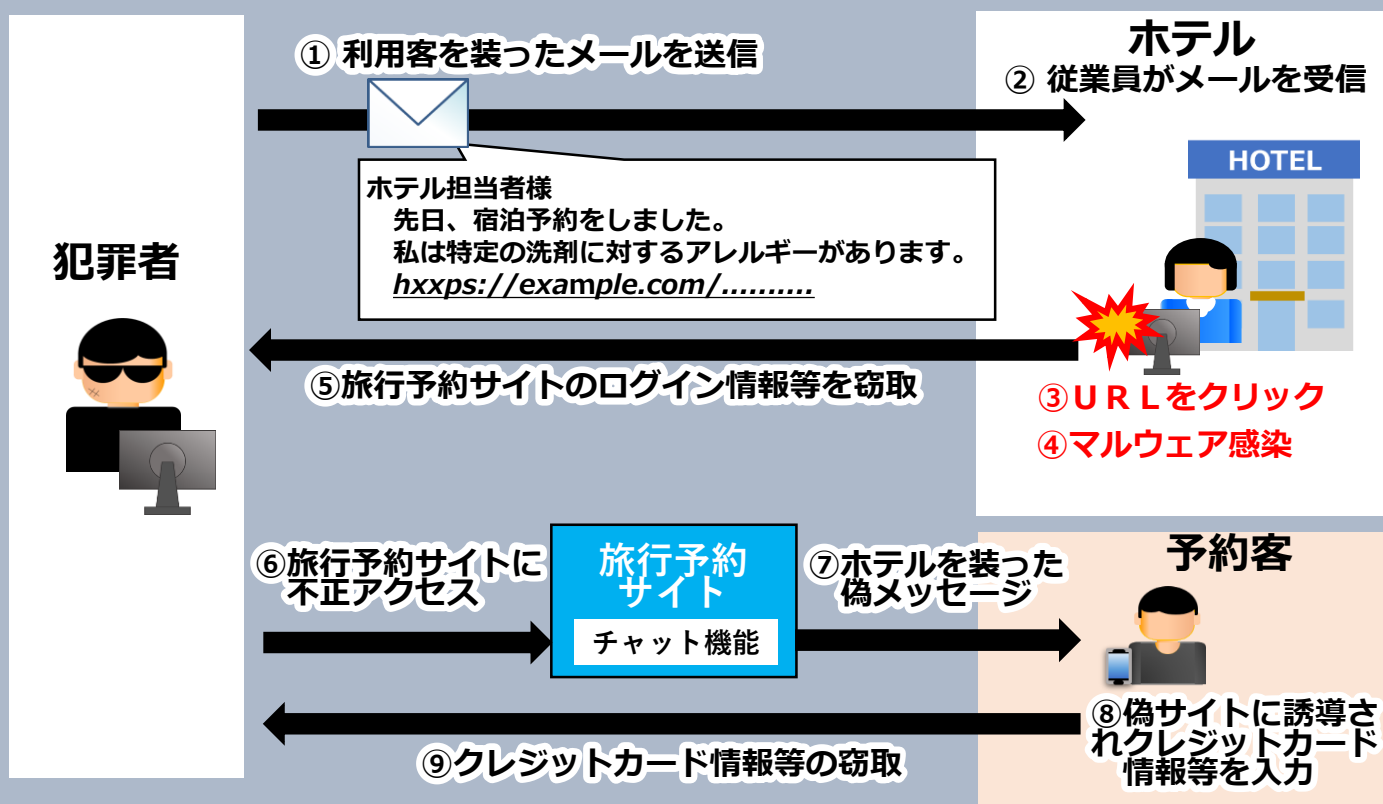 ① 利用客を装ったメールを送信
ホテル
② 従業員がメールを受信
HOTEL
ホテル担当者様
先日、宿泊予約をしました。
私は特定の洗剤に対するアレルギーがあります。
hxxps://example.com/..........
犯罪者
⑤旅行予約サイトのログイン情報等を窃取
③ＵＲＬをクリック
④マルウェア感染
⑥旅行予約サイトに
不正アクセス
旅行予約
サイト
チャット機能
⑦ホテルを装った
偽メッセージ
予約客
⑧偽サイトに誘導さ
れクレジットカード
情報等を入力
⑨クレジットカード情報等の窃取